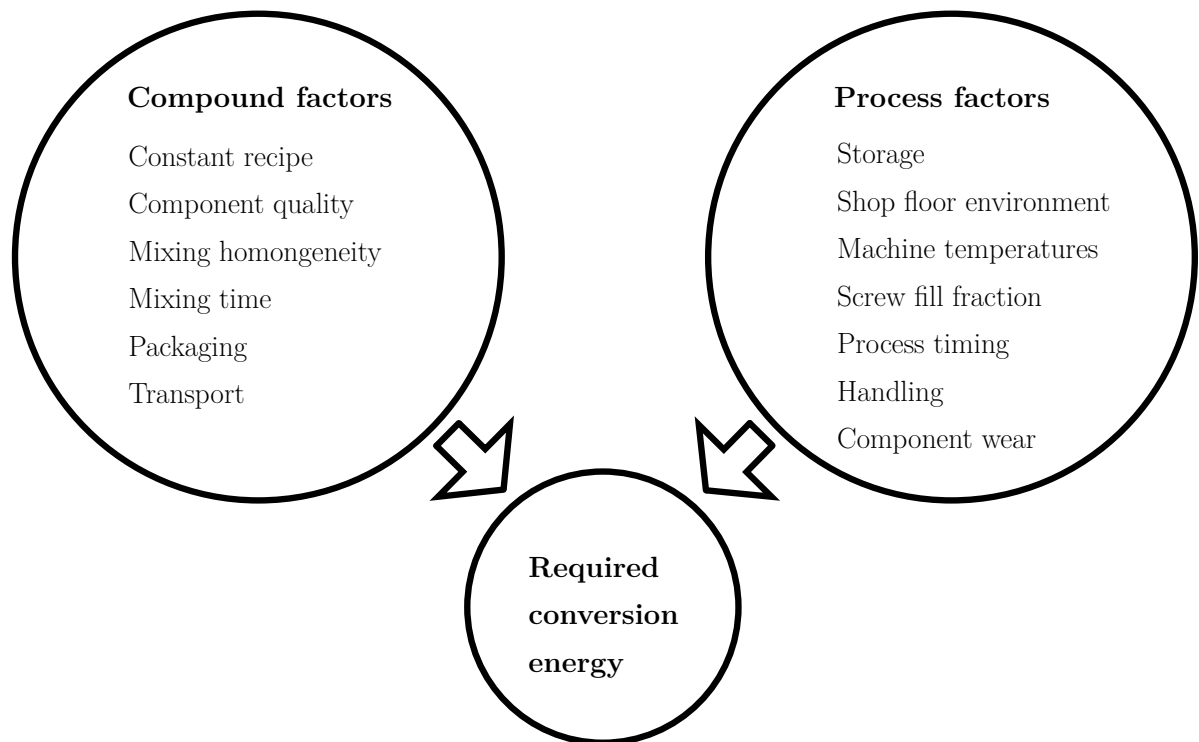 Compound factors
Constant recipe
Component quality
Mixing homongeneity
Mixing time
Packaging
Transport
Process factors
Storage
Shop floor environment
Machine temperatures
Screw fill fraction
Process timing
Handling
Component wear
Required
conversion
energy